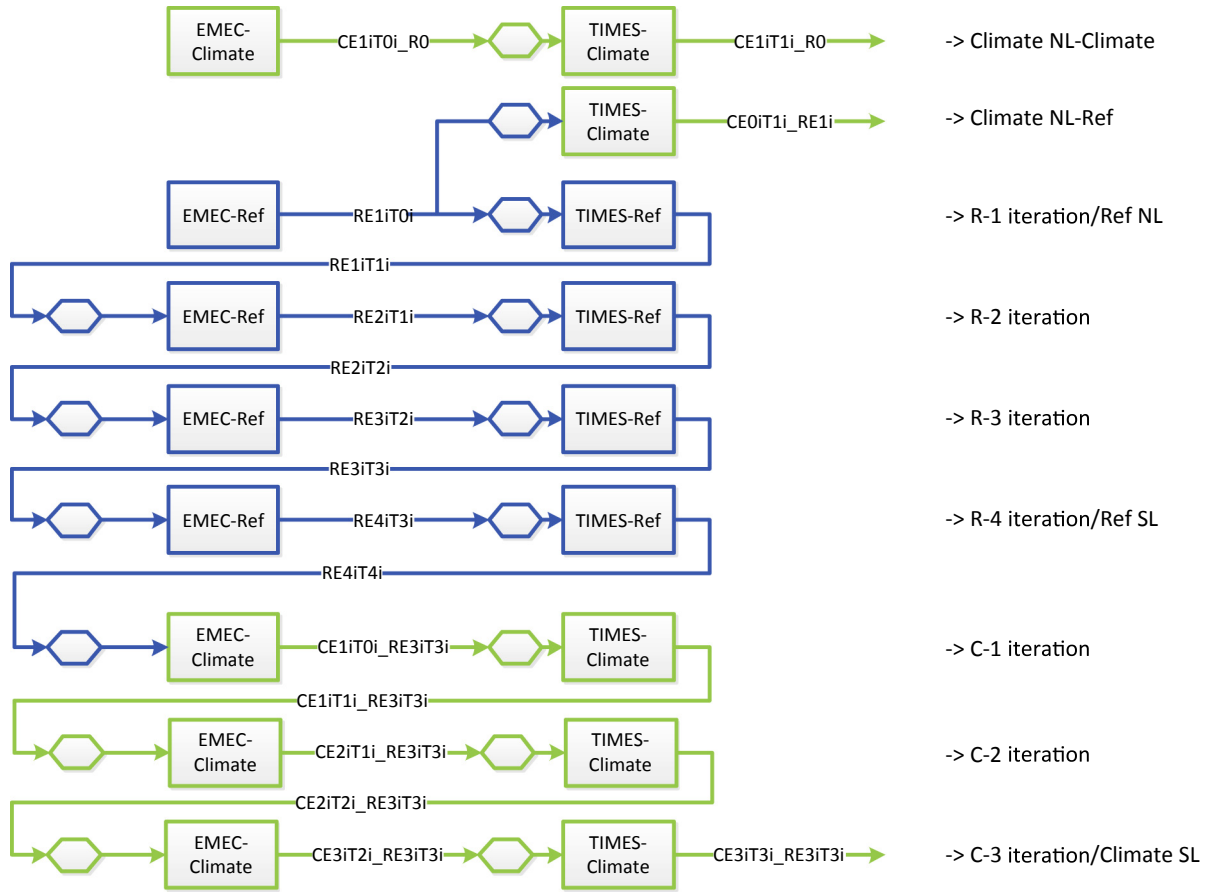 EMEC-
Climate
CE1iT0i_R0
TIMES-
Climate
CE1iT1i_R0
-> Climate NL-Climate
TIMES-
Climate
CE0iT1i_RE1i
-> Climate NL-Ref
EMEC-Ref
RE1iT0i
TIMES-Ref
-> R-1 iteration/Ref NL
RE1iT1i
EMEC-Ref
RE2iT1i
TIMES-Ref
-> R-2 iteration
RE2iT2i
EMEC-Ref
RE3iT2i
TIMES-Ref
-> R-3 iteration
RE3iT3i
EMEC-Ref
RE4iT3i
TIMES-Ref
-> R-4 iteration/Ref SL
RE4iT4i
EMEC-
Climate
CE1iT0i_RE3iT3i
TIMES-
Climate
-> C-1 iteration
CE1iT1i_RE3iT3i
EMEC-
Climate
CE2iT1i_RE3iT3i
TIMES-
Climate
-> C-2 iteration
CE2iT2i_RE3iT3i
EMEC-
Climate
CE3iT2i_RE3iT3i
TIMES-
Climate
CE3iT3i_RE3iT3i
-> C-3 iteration/Climate SL